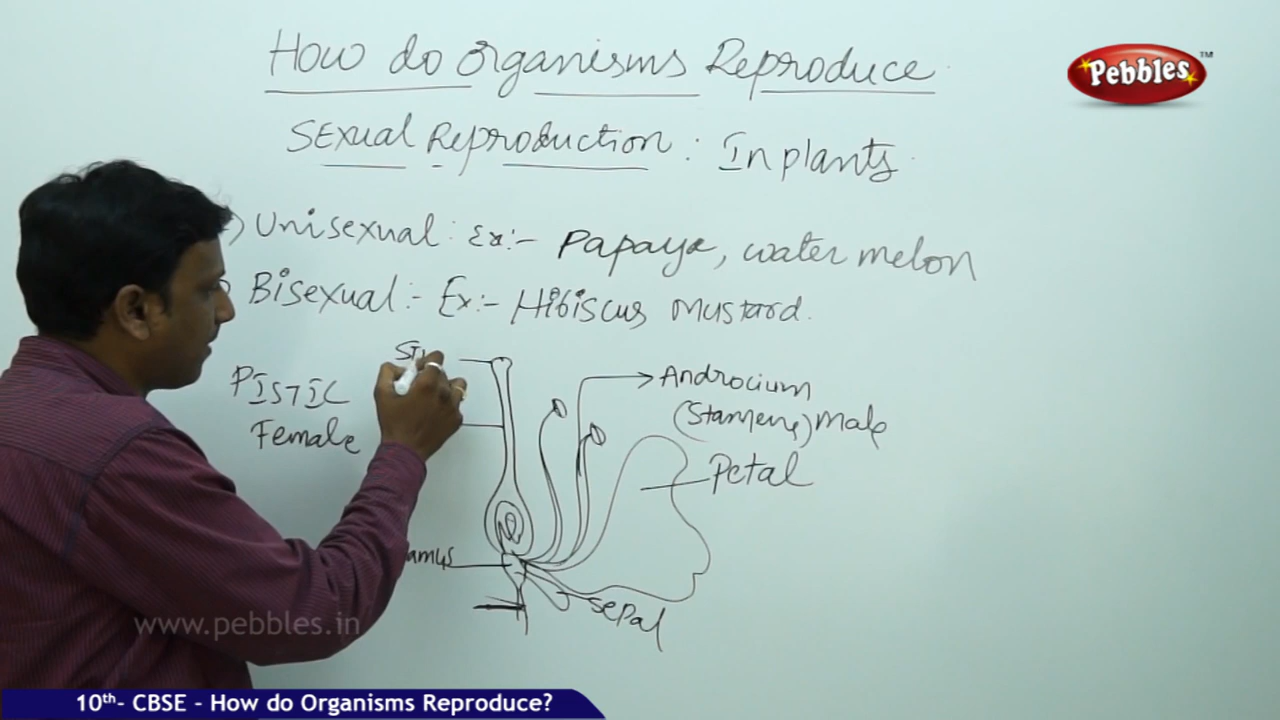 How do organisms Reproduce
Pebbles™
Sexual Reproduction : In plants
) Unisexual : Ex:- Papaya, water melon
Bisexual :- Ex:- Hibiscus Mustard.
Androcium
(Stamens) Male
PISTIL
Female
Petal
sepal
www.pebbles.in
10th- CBSE - How do Organisms Reproduce?